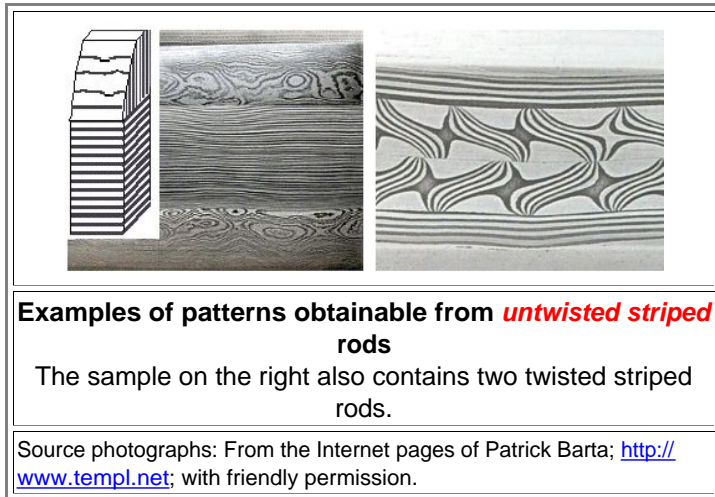 Examples of patterns obtainable from untwisted striped
rods
The sample on the right also contains two twisted striped
rods.
Source photographs: From the Internet pages of Patrick Barta; http://
www.templ.net; with friendly permission.